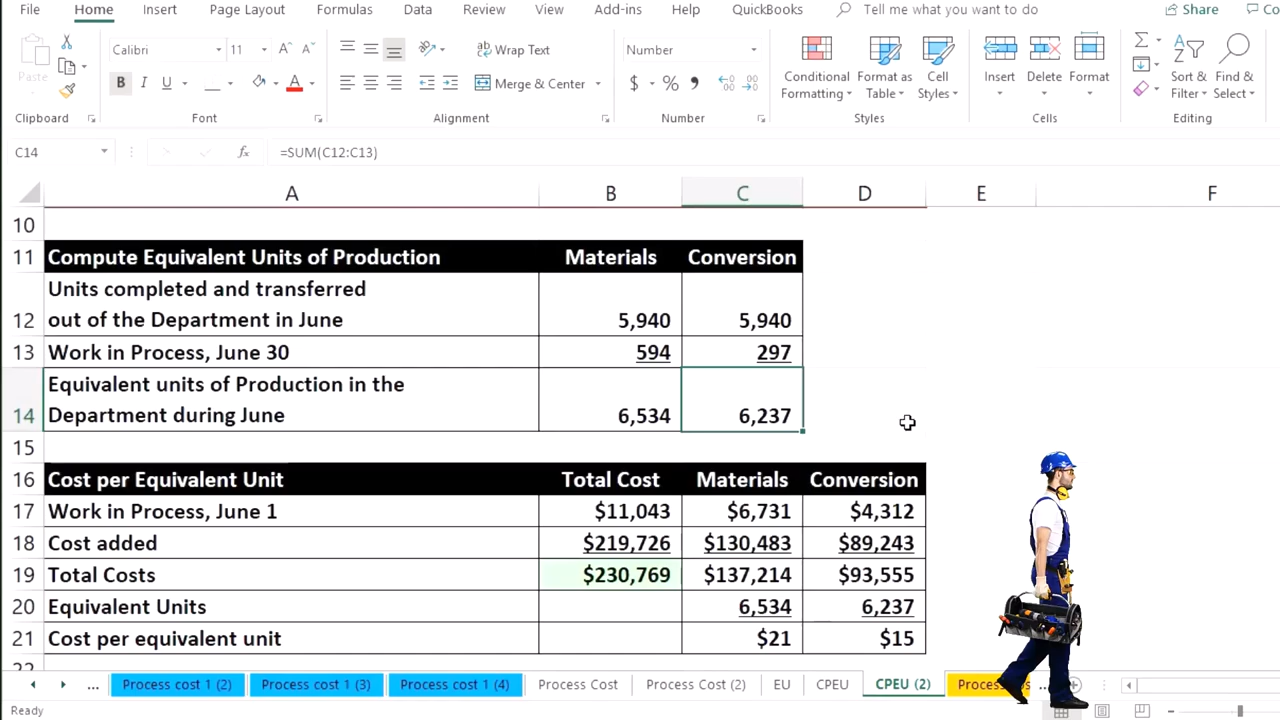 File Home Insert Page Layout Formulas Data Review View Add-ins Help QuickBooks Tell me what you want to do Share Co
Paste Calibri 11 A A ab Wrap Text Number
B I U A Merge & Center $ % Conditional Formatting Format as Table Cell Styles Insert Delete Format Sort & Filter Find & Select
Clipboard Font Alignment Number Styles Cells Editing
C14 fx =SUM(C12:C13)
A B C D E F
10
11 Compute Equivalent Units of Production Materials Conversion
Units completed and transferred
12 out of the Department in June 5,940 5,940
13 Work in Process, June 30 594 297
Equivalent units of Production in the
14 Department during June 6,534 6,237
15
16 Cost per Equivalent Unit Total Cost Materials Conversion
17 Work in Process, June 1 $11,043 $6,731 $4,312
18 Cost added $219,726 $130,483 $89,243
19 Total Costs $230,769 $137,214 $93,555
20 Equivalent Units 6,534 6,237
21 Cost per equivalent unit $21 $15
22
... Process cost 1 (2) Process cost 1 (3) Process cost 1 (4) Process Cost Process Cost (2) EU CPEU CPEU (2) ...
Ready